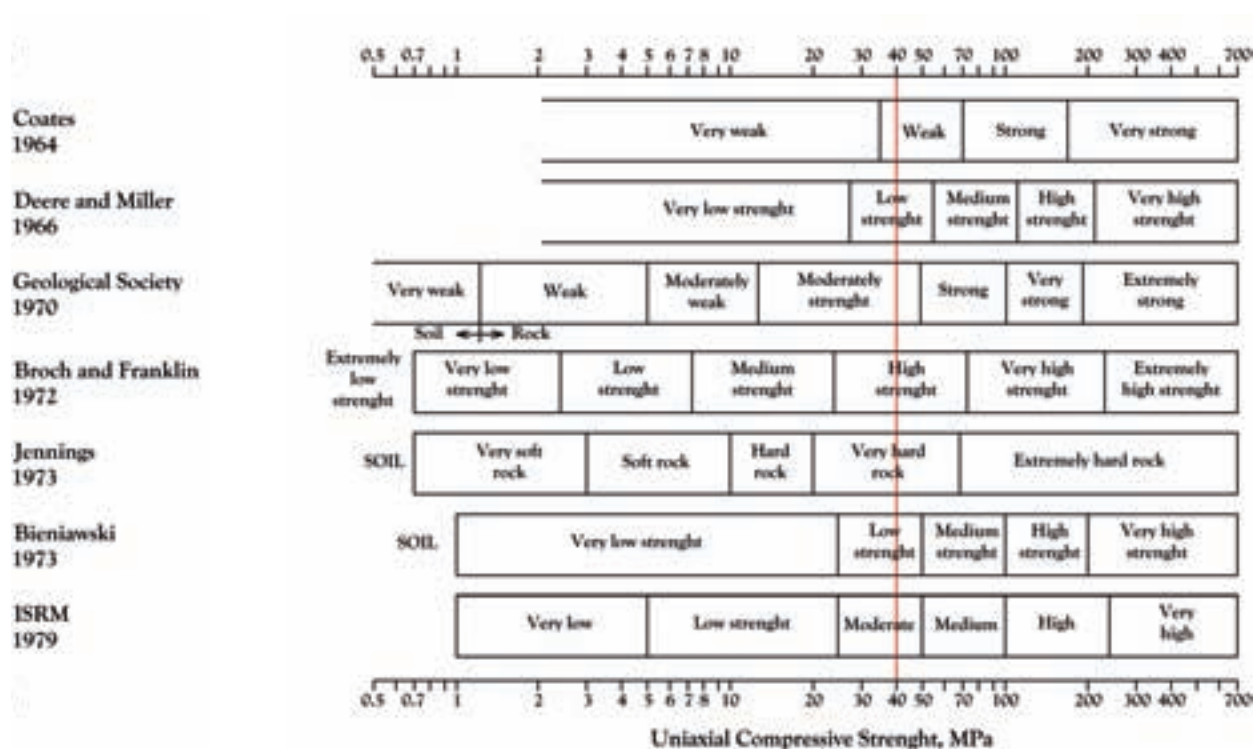 0.5 0.7 1 2 3 4 5 6 7 8 10 20 30 40 50 70 100 200 300 400 700
Coates
1964
Very weak Weak Strong Very strong
Deere and Miller
1966
Very low strenght
Low
strenght
Medium
strenght
High
strenght
Very high
strenght
Geological Society
1970
Very weak Weak
Moderately
weak
Moderately
strenght
Strong
Very
strong
Extremely
strong
Soil Rock
Broch and Franklin
1972
Extremely
low
strenght
Very low
strenght
Low
strenght
Medium
strenght
High
strenght
Very high
strenght
Extremely
high strenght
Jennings
1973
SOIL
Very soft
rock
Soft rock
Hard
rock
Very hard
rock
Extremely hard rock
Bieniawski
1973
SOIL
Very low strenght
Low
strenght
Medium
strenght
High
strenght
Very high
strenght
ISRM
1979
Very low Low strenght Moderate Medium High
Very
high
0.5 0.7 1 2 3 4 5 6 7 8 10 20 30 40 50 70 100 200 300 400 700
Uniaxial Compressive Strenght, MPa